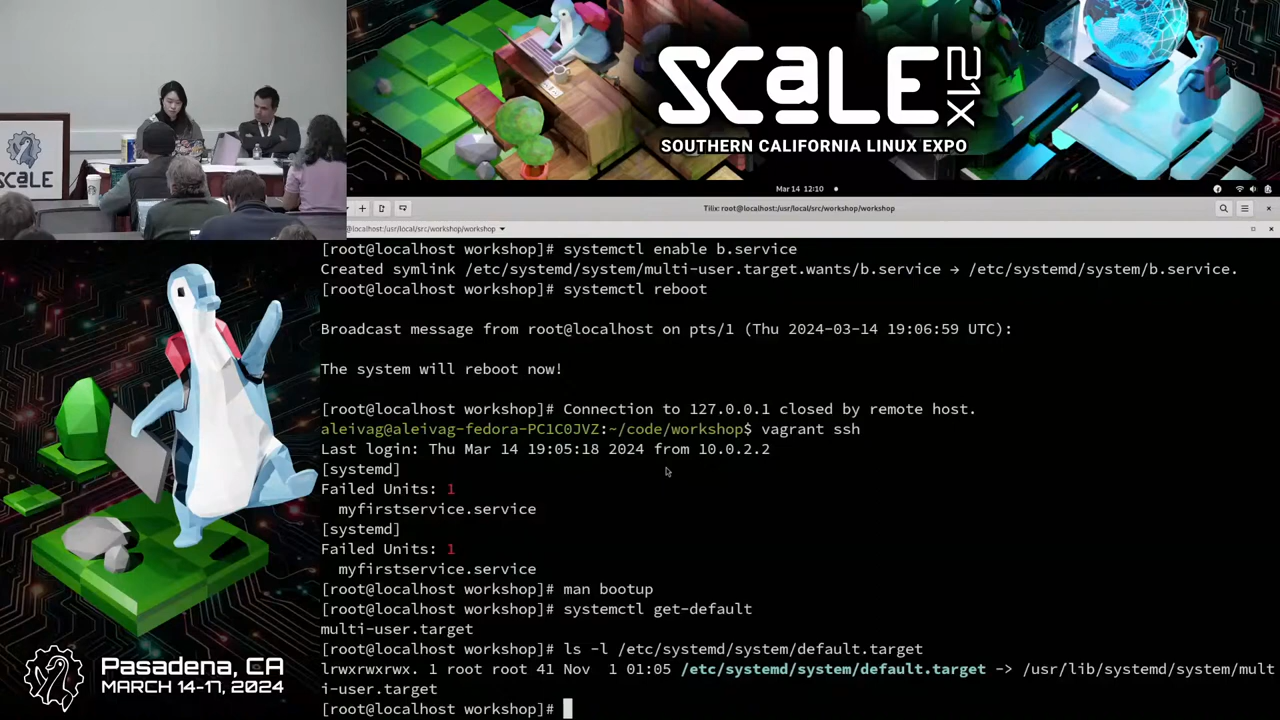 SCALE
SCaLE 21X
SOUTHERN CALIFORNIA LINUX EXPO
Mar 14 12:10
Tilix: root@localhost:/usr/local/src/workshop/workshop
root@localhost:/usr/local/src/workshop/workshop
[root@localhost workshop]# systemctl enable b.service
Created symlink /etc/systemd/system/multi-user.target.wants/b.service → /etc/systemd/system/b.service.
[root@localhost workshop]# systemctl reboot
Broadcast message from root@localhost on pts/1 (Thu 2024-03-14 19:06:59 UTC):
The system will reboot now!
[root@localhost workshop]# Connection to 127.0.0.1 closed by remote host.
aleivag@aleivag-fedora-PC1C0JVZ:~/code/workshop$ vagrant ssh
Last login: Thu Mar 14 19:05:18 2024 from 10.0.2.2
[systemd]
Failed Units: 1
myfirstservice.service
[systemd]
Failed Units: 1
myfirstservice.service
[root@localhost workshop]# man bootup
[root@localhost workshop]# systemctl get-default
multi-user.target
[root@localhost workshop]# ls -l /etc/systemd/system/default.target
lrwxrwxrwx. 1 root root 41 Nov  1 01:05 /etc/systemd/system/default.target -> /usr/lib/systemd/system/mult
i-user.target
[root@localhost workshop]#
Pasadena, CA
MARCH 14-17, 2024